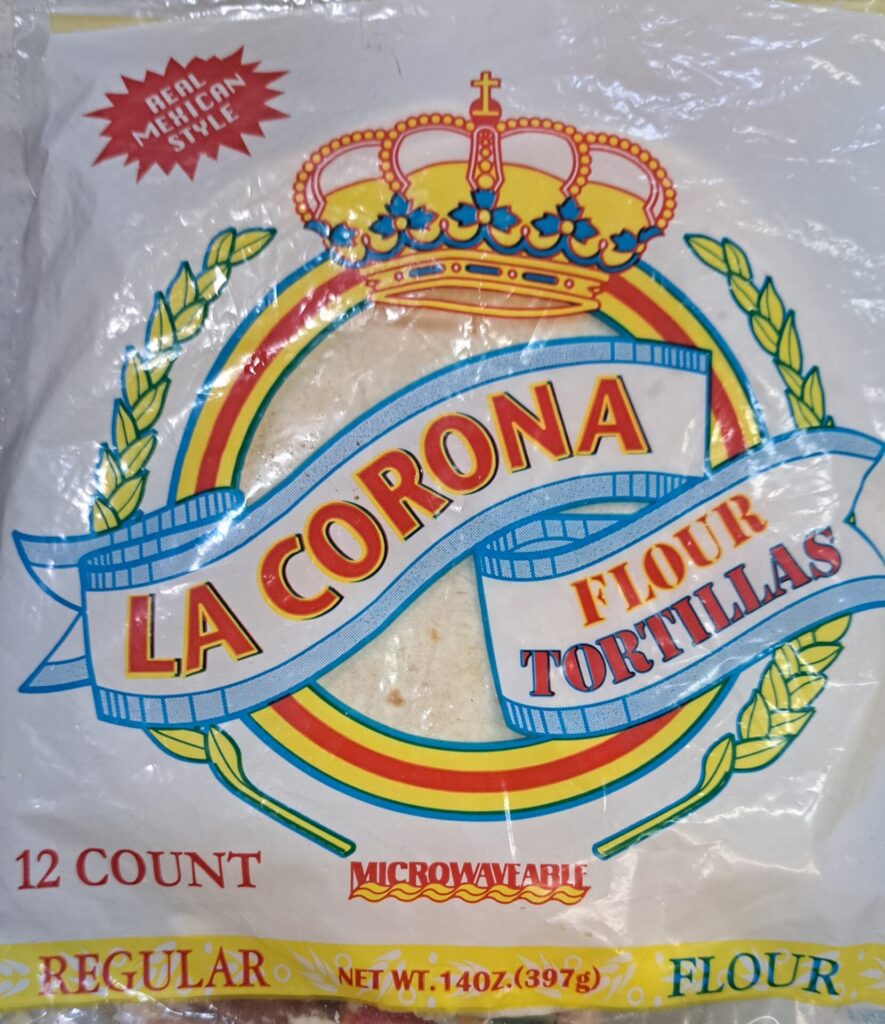 REAL
MEXICAN
STYLE
LA CORONA
FLOUR
TORTILLAS
12 COUNT
MICROWAVEABLE
REGULAR
NET WT.14OZ.(397g)
FLOUR